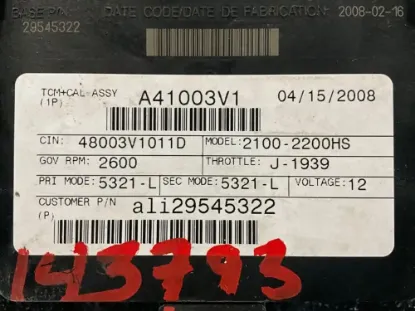 BASE P/N DATE CODE/DATE DE FABRICATION 2008-02-16
29545322
TCM+CAL ASSY A41003V1 04/15/2008
(1P)
CIN: 48003V1011D MODEL: 2100-2200HS
GOV RPM: 2600 THROTTLE: J-1939
PRI MODE: 5321-L SEC MODE: 5321-L VOLTAGE: 12
CUSTOMER P/N ali29545322
(P)
143793